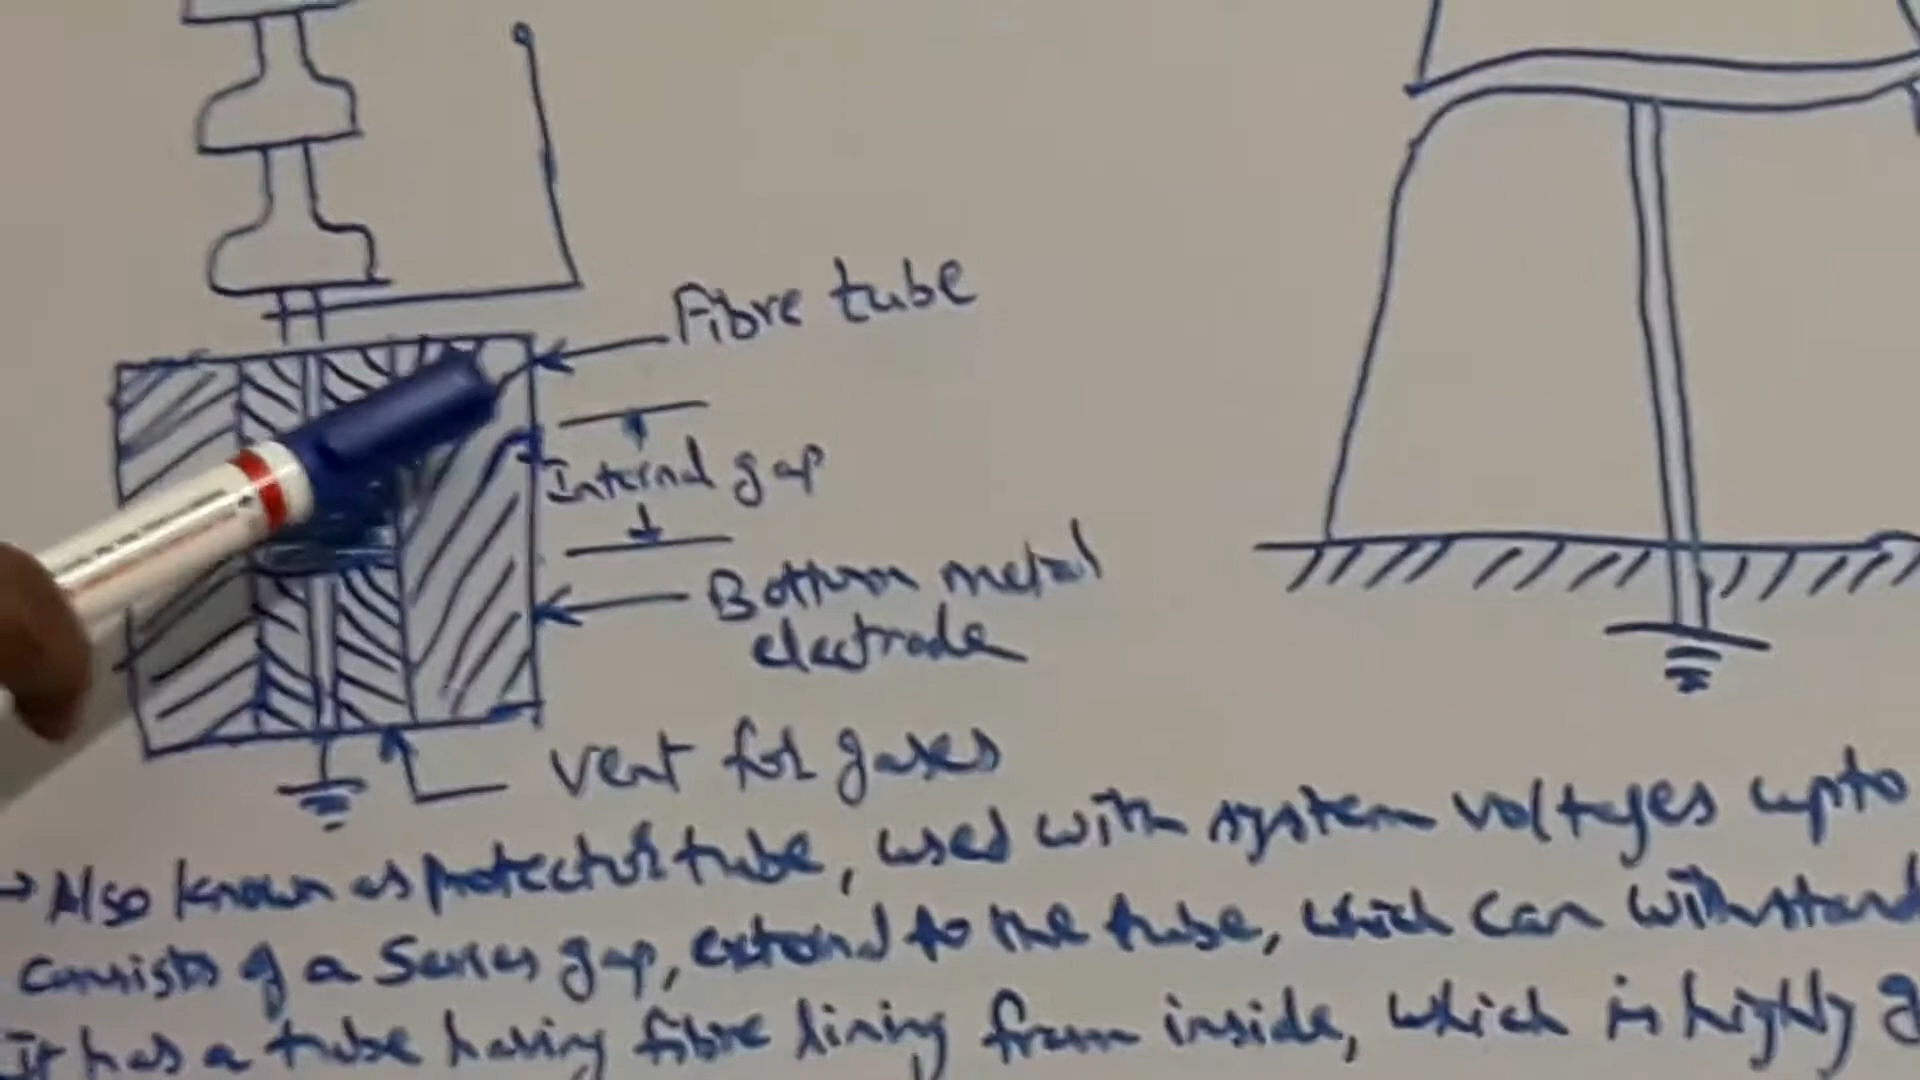 Fibre tube
Internal gap
Bottom metal
electrode
Vent for gases
→ Also known as protector tube, used with system voltages upto
consists of a series gap, external to the tube, which can withstand
It has a tube having fibre lining from inside, which is highly g